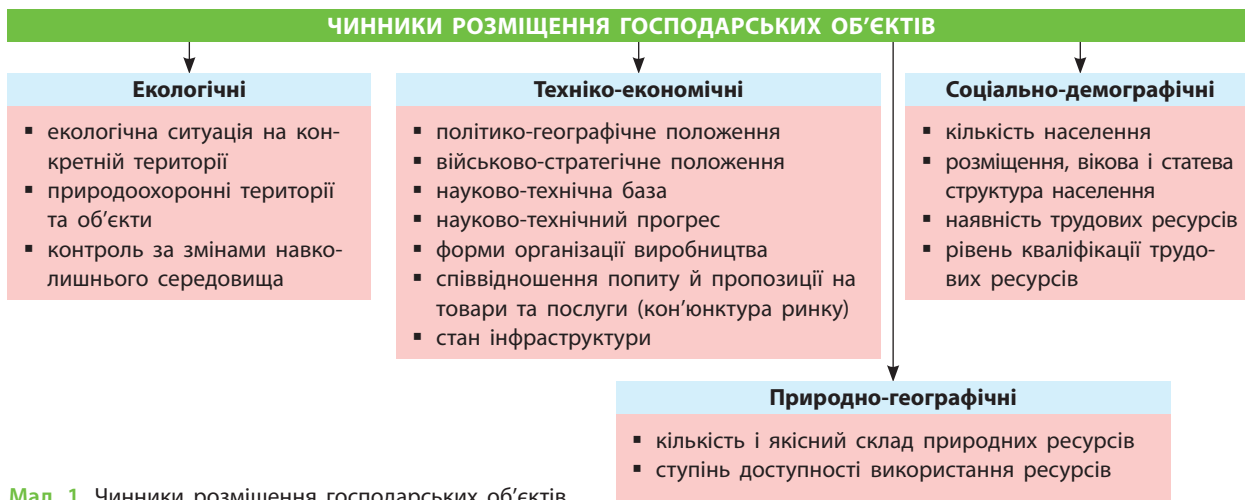 ЧИННИКИ РОЗМІЩЕННЯ ГОСПОДАРСЬКИХ ОБ’ЄКТІВ
Екологічні
▪ екологічна ситуація на кон-
кретній території
▪ природоохоронні території
та об’єкти
▪ контроль за змінами навко-
лишнього середовища
Техніко-економічні
▪ політико-географічне положення
▪ військово-стратегічне положення
▪ науково-технічна база
▪ науково-технічний прогрес
▪ форми організації виробництва
▪ співвідношення попиту й пропозиції на
товари та послуги (кон’юнктура ринку)
▪ стан інфраструктури
Соціально-демографічні
▪ кількість населення
▪ розміщення, вікова і статева
структура населення
▪ наявність трудових ресурсів
▪ рівень кваліфікації трудо-
вих ресурсів
Природно-географічні
▪ кількість і якісний склад природних ресурсів
▪ ступінь доступності використання ресурсів
Мал. 1. Чинники розміщення господарських об’єктів